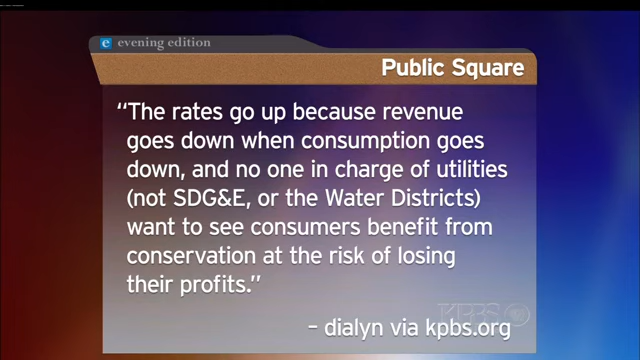 e evening edition
Public Square
“The rates go up because revenue
goes down when consumption goes
down, and no one in charge of utilities
(not SDG&E, or the Water Districts)
want to see consumers benefit from
conservation at the risk of losing
their profits.”
KPBS
– dialyn via kpbs.org